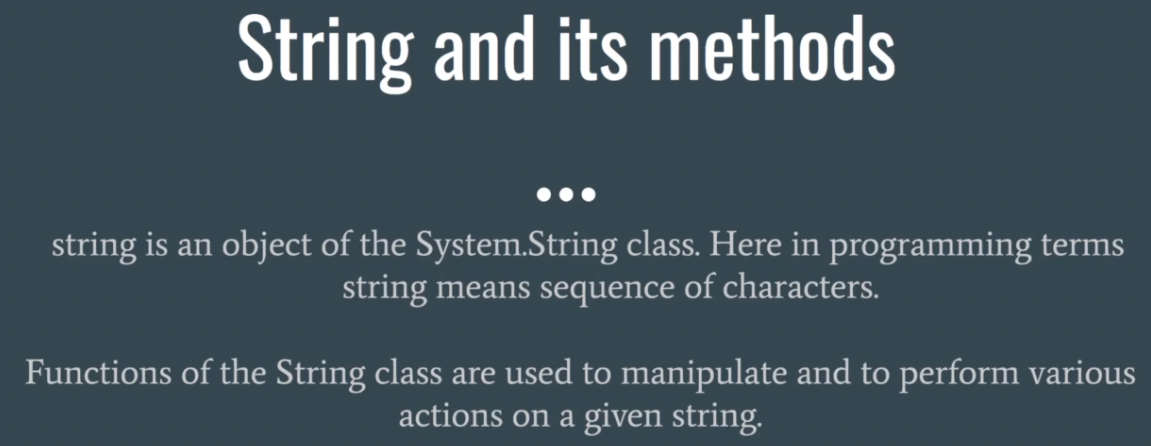 String and its methods
string is an object of the System.String class. Here in programming terms
string means sequence of characters.
Functions of the String class are used to manipulate and to perform various
actions on a given string.